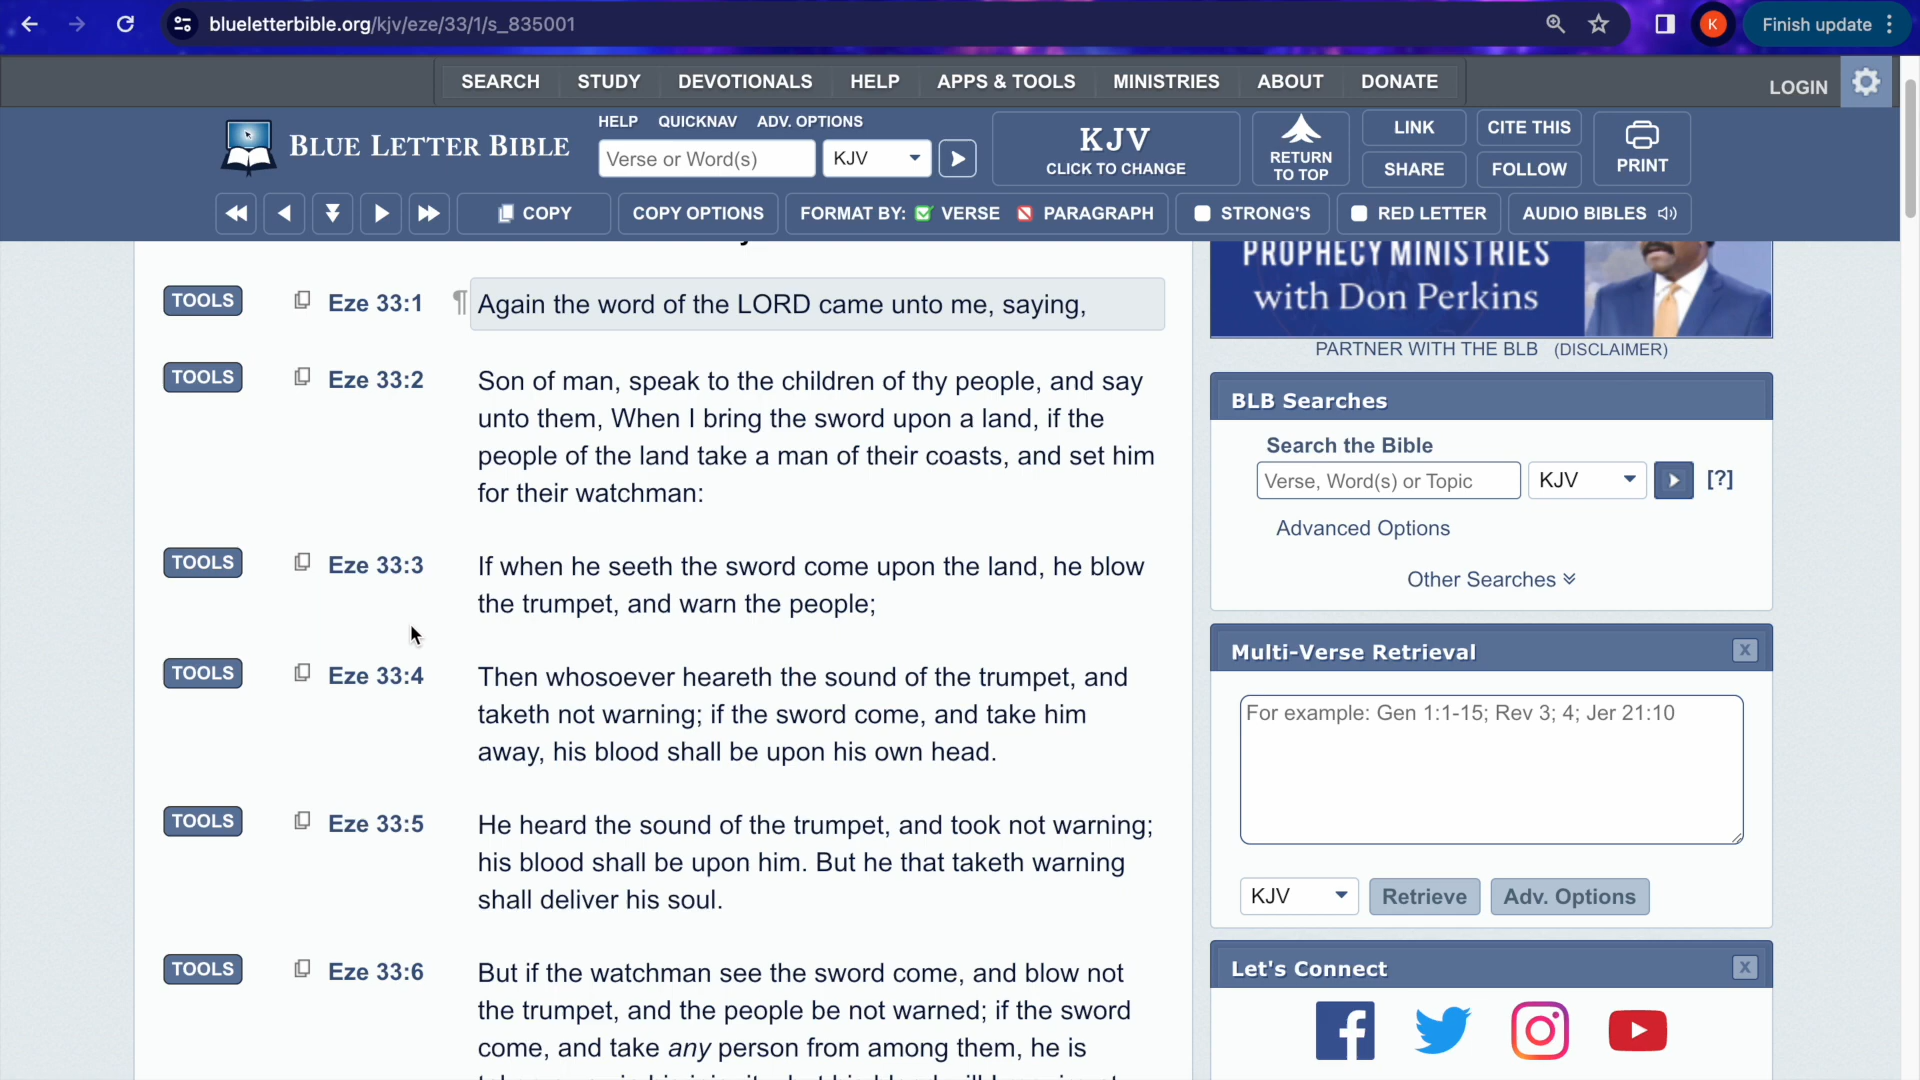 blueletterbible.org/kjv/eze/33/1/s_835001
K
Finish update
SEARCH STUDY DEVOTIONALS HELP APPS & TOOLS MINISTRIES ABOUT DONATE
LOGIN
BLUE LETTER BIBLE
HELP QUICKNAV ADV. OPTIONS
Verse or Word(s) KJV
KJV
CLICK TO CHANGE
RETURN
TO TOP
LINK
CITE THIS
SHARE
FOLLOW
PRINT
COPY
COPY OPTIONS
FORMAT BY: VERSE PARAGRAPH
STRONG'S
RED LETTER
AUDIO BIBLES
TOOLS Eze 33:1 ¶ Again the word of the LORD came unto me, saying,
TOOLS Eze 33:2 Son of man, speak to the children of thy people, and say
unto them, When I bring the sword upon a land, if the
people of the land take a man of their coasts, and set him
for their watchman:
TOOLS Eze 33:3 If when he seeth the sword come upon the land, he blow
the trumpet, and warn the people;
TOOLS Eze 33:4 Then whosoever heareth the sound of the trumpet, and
taketh not warning; if the sword come, and take him
away, his blood shall be upon his own head.
TOOLS Eze 33:5 He heard the sound of the trumpet, and took not warning;
his blood shall be upon him. But he that taketh warning
shall deliver his soul.
TOOLS Eze 33:6 But if the watchman see the sword come, and blow not
the trumpet, and the people be not warned; if the sword
come, and take any person from among them, he is
PROPHECY MINISTRIES
with Don Perkins
PARTNER WITH THE BLB (DISCLAIMER)
BLB Searches
Search the Bible
Verse, Word(s) or Topic KJV [?]
Advanced Options
Other Searches
Multi-Verse Retrieval X
For example: Gen 1:1-15; Rev 3; 4; Jer 21:10
KJV Retrieve Adv. Options
Let's Connect X